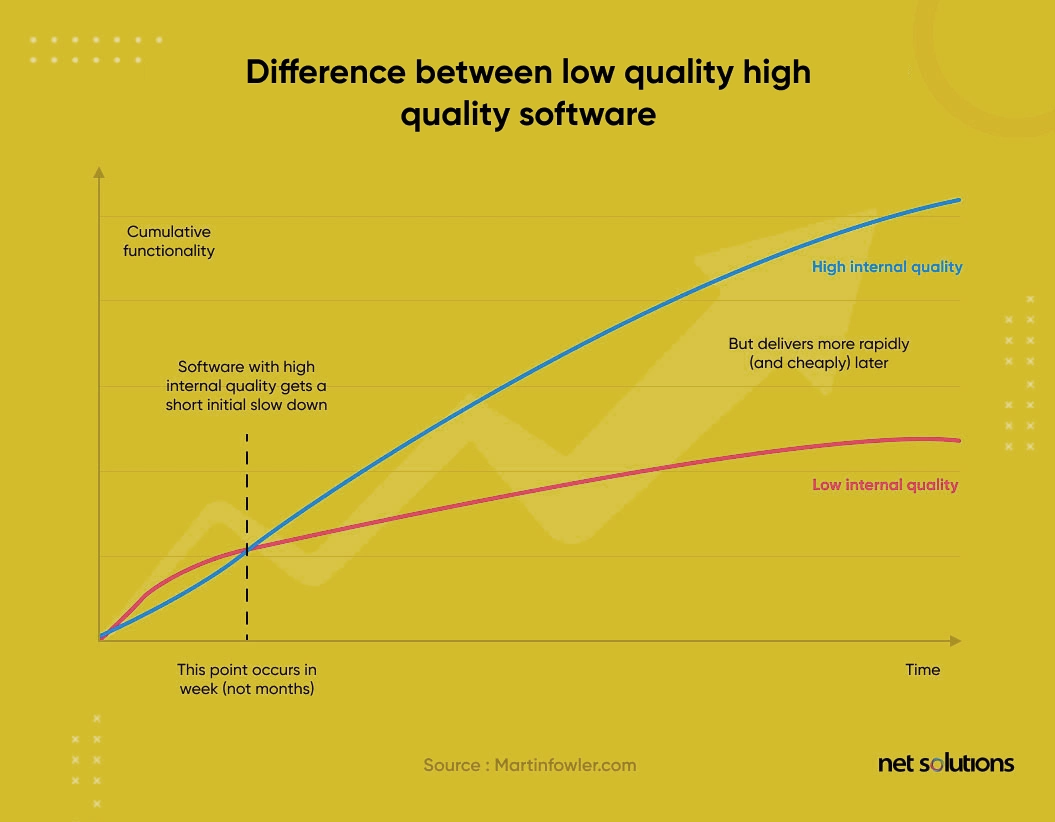 Difference between low quality high
quality software
Cumulative
functionality
High internal quality
But delivers more rapidly
(and cheaply) later
Software with high
internal quality gets a
short initial slow down
Low internal quality
This point occurs in
week (not months)
Time
Source : Martinfowler.com
net solutions